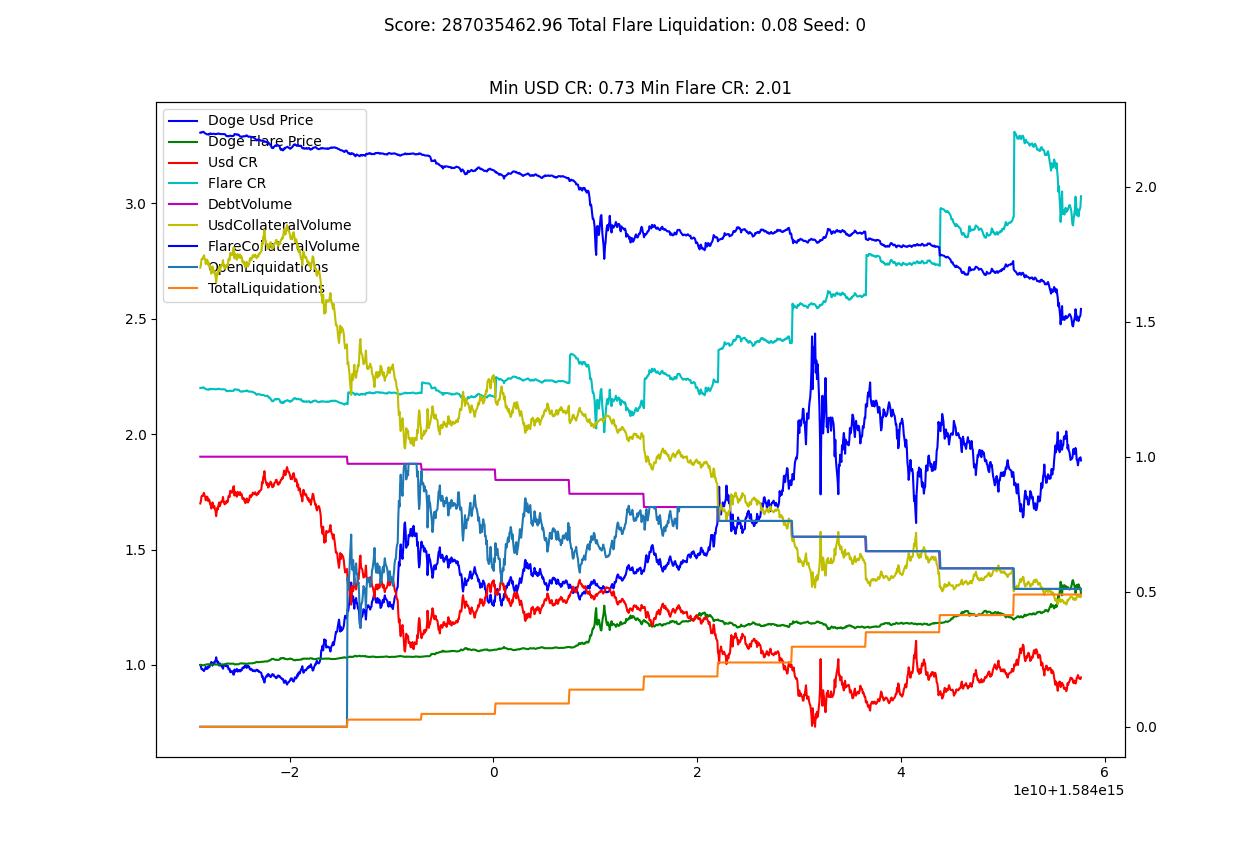 Score: 287035462.96 Total Flare Liquidation: 0.08 Seed: 0
Min USD CR: 0.73 Min Flare CR: 2.01
Doge Usd Price
Doge Flare Price
Usd CR
Flare CR
DebtVolume
UsdCollateralVolume
FlareCollateralVolume
OpenLiquidations
TotalLiquidations
3.0
2.5
2.0
1.5
1.0
2.0
1.5
1.0
0.5
0.0
−2
0
2
4
6
1e10+1.584e15